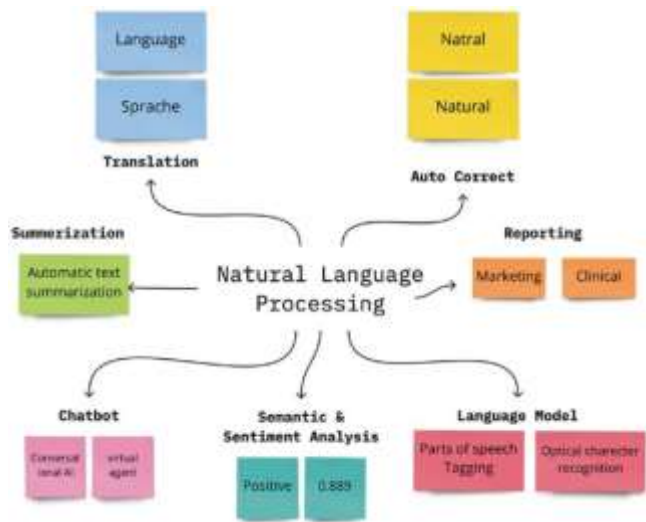 Language
Sprache
Translation
Natral
Natural
Auto Correct
Summerization
Automatic text
summarization
Natural Language
Processing
Reporting
Marketing
Clinical
Chatbot
Conversat
ional AI
virtual
agent
Semantic &
Sentiment Analysis
Positive
0.889
Language Model
Parts of speech
Tagging
Optical charecter
recognition